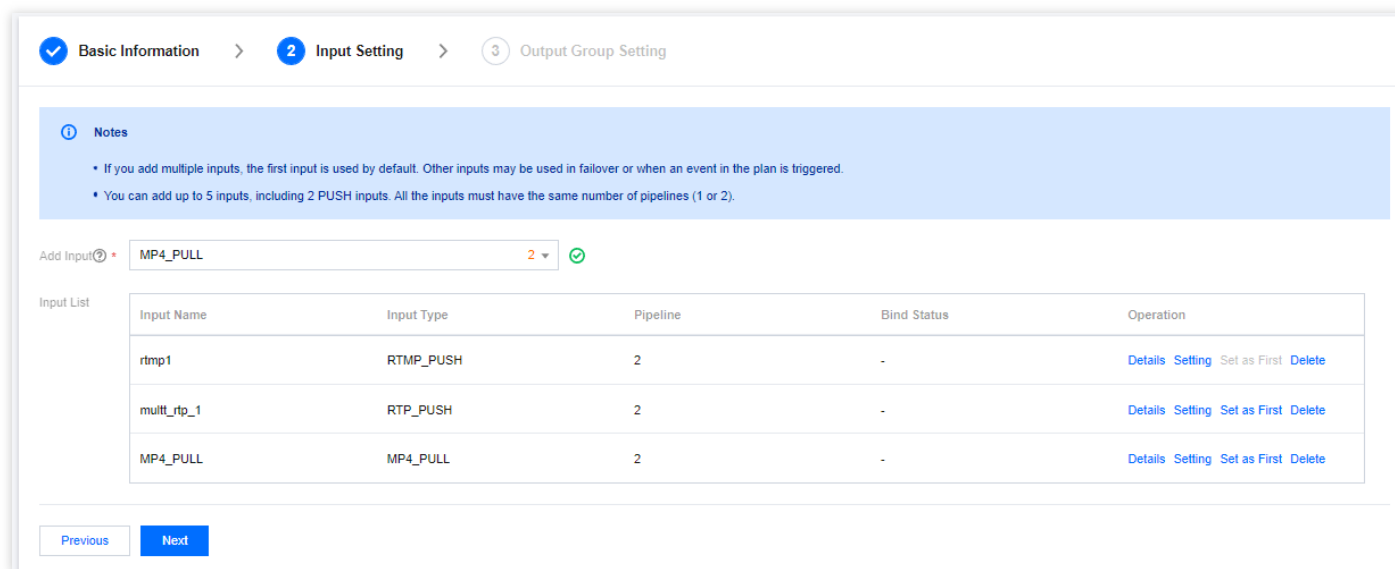 Basic Information > 2 Input Setting > 3 Output Group Setting
Notes
• If you add multiple inputs, the first input is used by default. Other inputs may be used in failover or when an event in the plan is triggered.
• You can add up to 5 inputs, including 2 PUSH inputs. All the inputs must have the same number of pipelines (1 or 2).
Add Input ? * MP4_PULL 2
Input List
Input Name Input Type Pipeline Bind Status Operation
rtmp1 RTMP_PUSH 2 - Details Setting Set as First Delete
multt_rtp_1 RTP_PUSH 2 - Details Setting Set as First Delete
MP4_PULL MP4_PULL 2 - Details Setting Set as First Delete
Previous Next